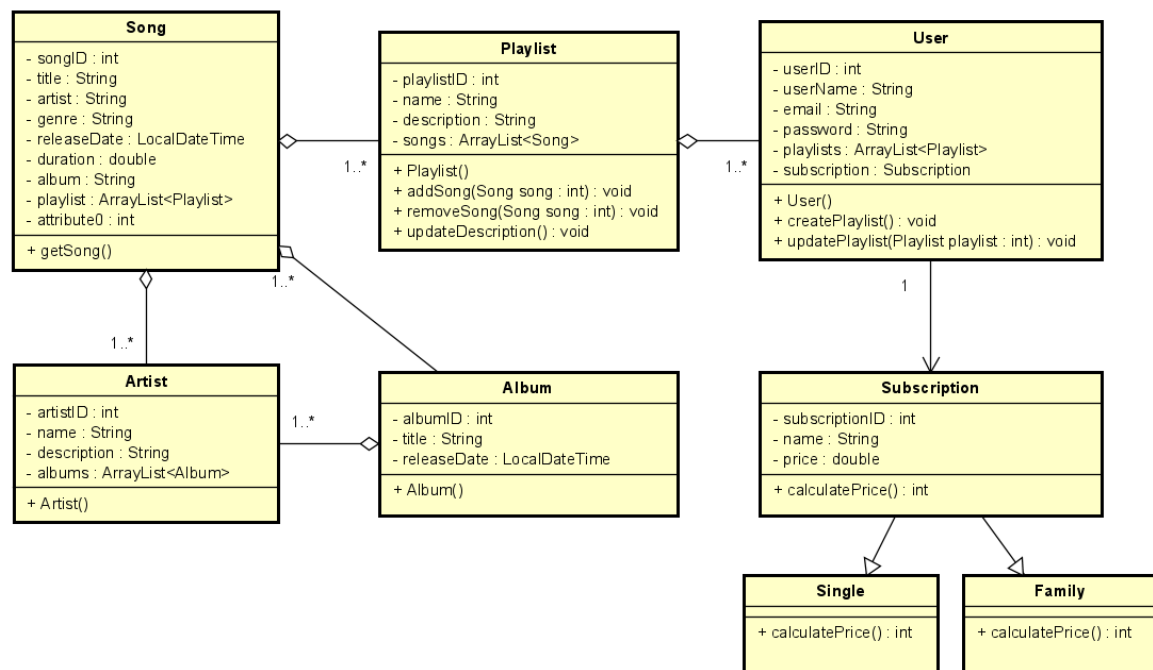 Song
- songID : int
- title : String
- artist : String
- genre : String
- releaseDate : LocalDateTime
- duration : double
- album : String
- playlist : ArrayList<Playlist>
- attribute0 : int
+ getSong()
Playlist
- playlistID : int
- name : String
- description : String
- songs : ArrayList<Song>
+ Playlist()
+ addSong(Song song : int) : void
+ removeSong(Song song : int) : void
+ updateDescription() : void
User
- userID : int
- userName : String
- email : String
- password : String
- playlists : ArrayList<Playlist>
- subscription : Subscription
+ User()
+ createPlaylist() : void
+ updatePlaylist(Playlist playlist : int) : void
1..*
1..*
1..*
1
1..*
Artist
- artistID : int
- name : String
- description : String
- albums : ArrayList<Album>
+ Artist()
1..*
Album
- albumID : int
- title : String
- releaseDate : LocalDateTime
+ Album()
Subscription
- subscriptionID : int
- name : String
- price : double
+ calculatePrice() : int
Single
+ calculatePrice() : int
Family
+ calculatePrice() : int